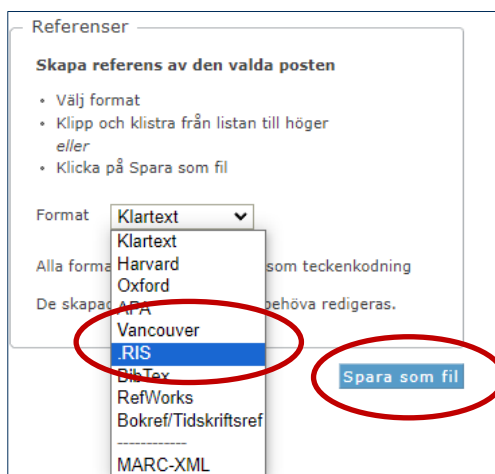 Referenser
Skapa referens av den valda posten
• Välj format
• Klipp och klistra från listan till höger
eller
• Klicka på Spara som fil
Format Klartext
Klartext
Harvard
Alla forma som teckenkodning
Oxford
De skapad behöva redigeras.
APA
Vancouver
.RIS
BibTex
Spara som fil
RefWorks
Bokref/Tidskriftsref
------------
MARC-XML